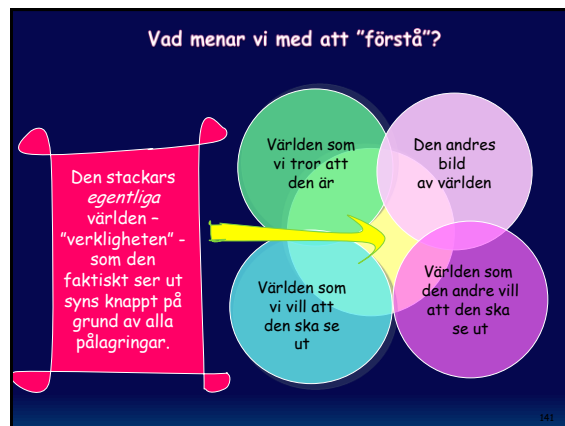 Vad menar vi med att ”förstå”?
Den stackars
egentliga
världen –
”verkligheten” -
som den
faktiskt ser ut
syns knappt på
grund av alla
pålagringar.
Världen som
vi tror att
den är
Den andres
bild
av världen
Världen som
vi vill att
den ska se
ut
Världen som
den andre vill
att den ska
se ut
141